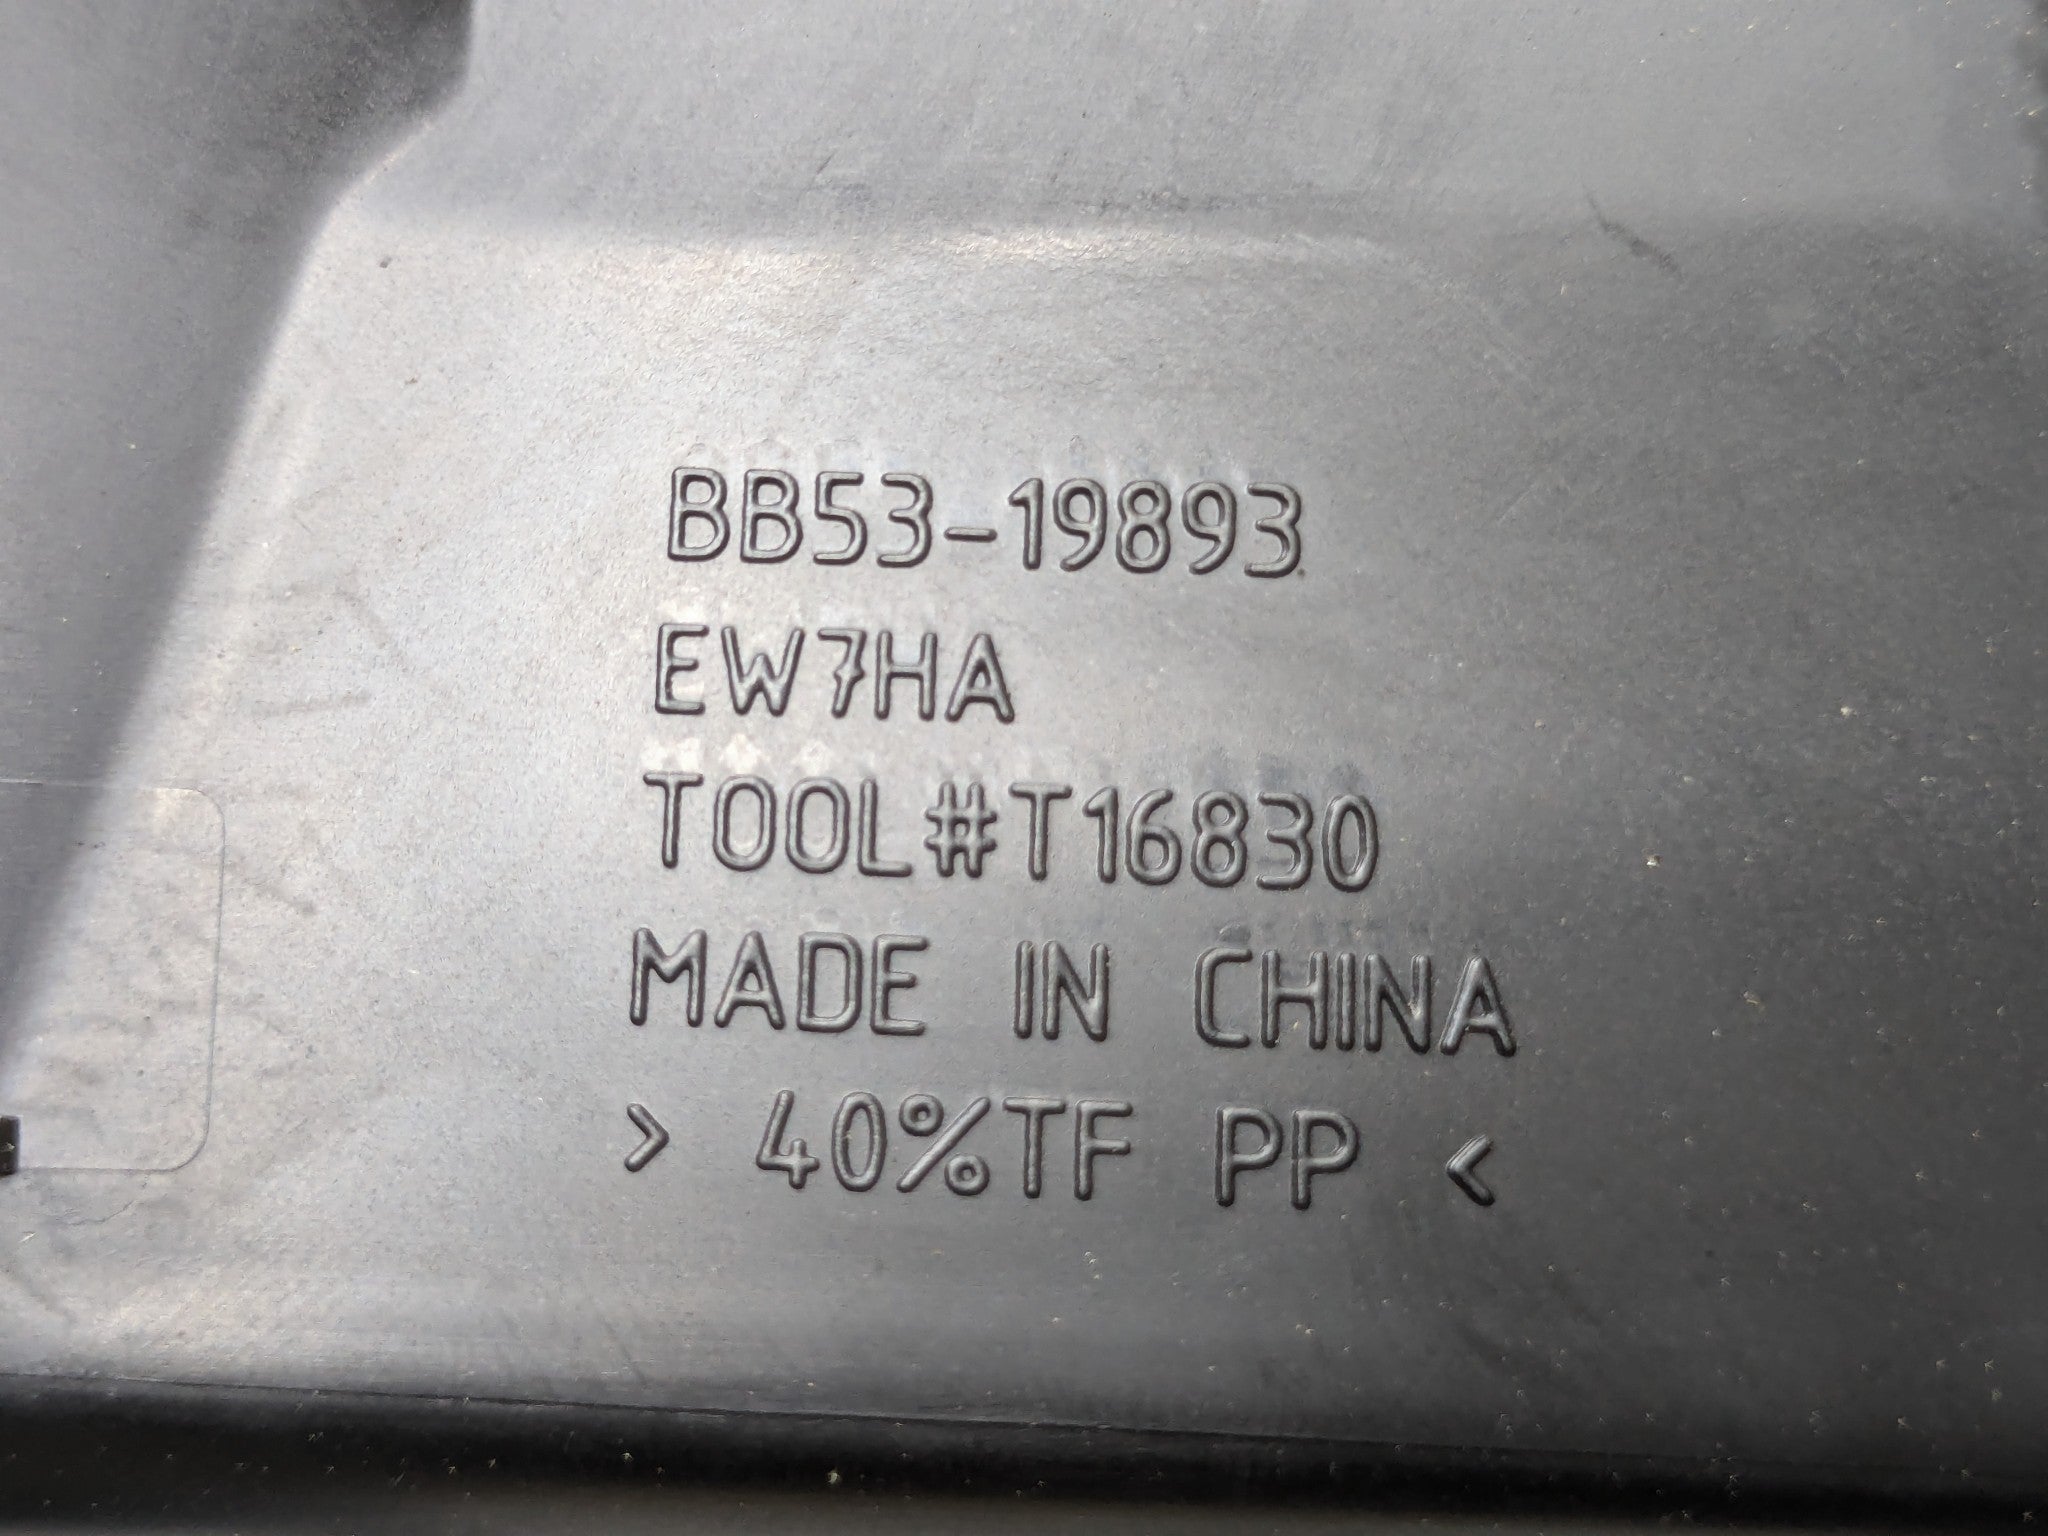 BB53-19893
EW7HA
TOOL#T16830
MADE IN CHINA
> 40%TF PP <